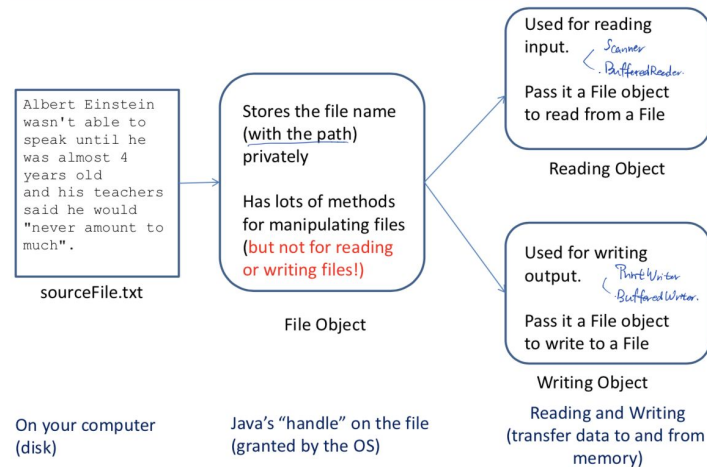 Albert Einstein
wasn't able to
speak until he
was almost 4
years old
and his teachers
said he would
"never amount to
much".
sourceFile.txt
On your computer
(disk)
Stores the file name
(with the path)
privately
Has lots of methods
for manipulating files
(but not for reading
or writing files!)
File Object
Java's “handle” on the file
(granted by the OS)
Used for reading
input.
Scanner
BufferedReader.
Pass it a File object
to read from a File
Reading Object
Used for writing
output.
PrintWriter
BufferedWriter.
Pass it a File object
to write to a File
Writing Object
Reading and Writing
(transfer data to and from
memory)